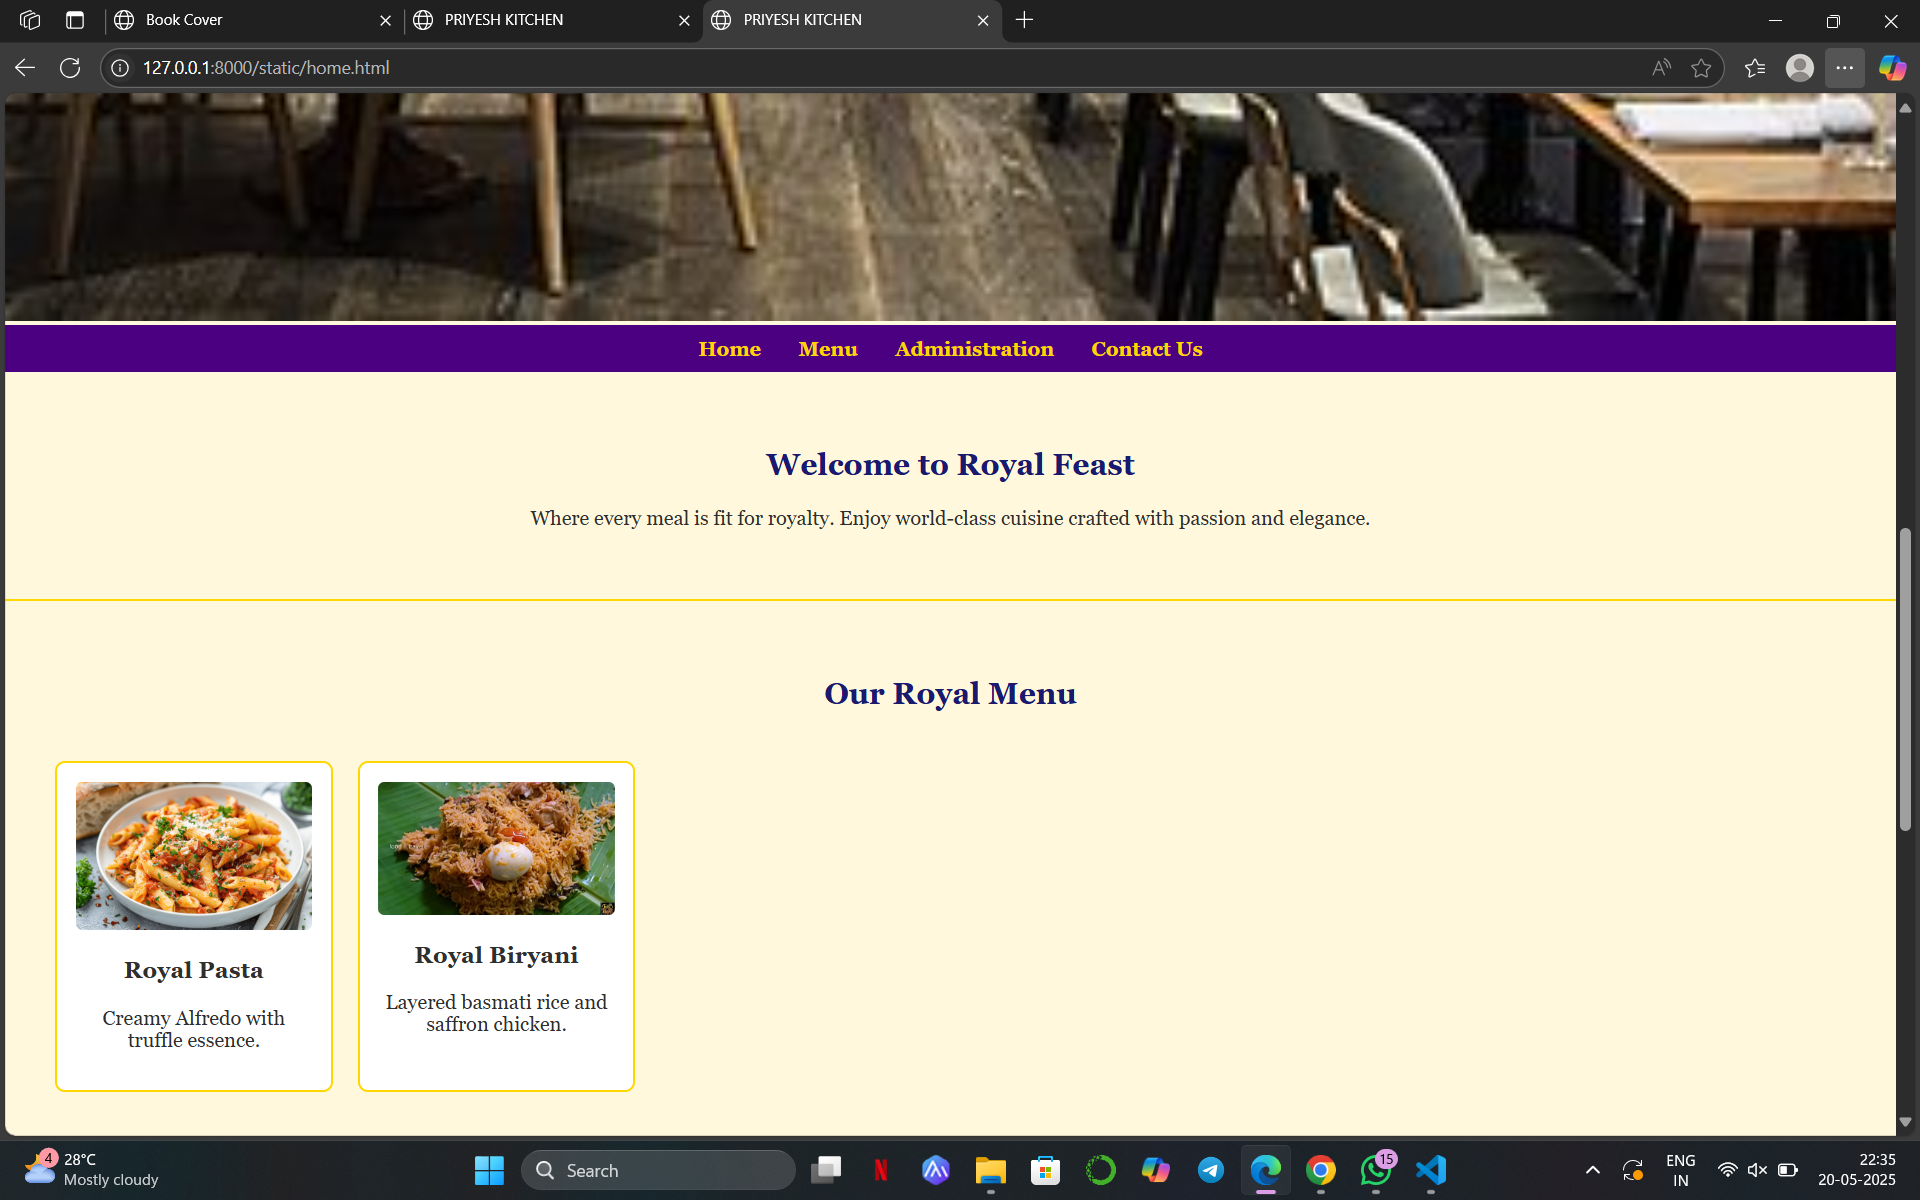 Book Cover
PRIYESH KITCHEN
PRIYESH KITCHEN
127.0.0.1:8000/static/home.html
Home Menu Administration Contact Us
Welcome to Royal Feast
Where every meal is fit for royalty. Enjoy world-class cuisine crafted with passion and elegance.
Our Royal Menu
Royal Pasta
Creamy Alfredo with
truffle essence.
Royal Biryani
Layered basmati rice and
saffron chicken.
4
28°C
Mostly cloudy
Search
N
15
ENG
IN
22:35
20-05-2025